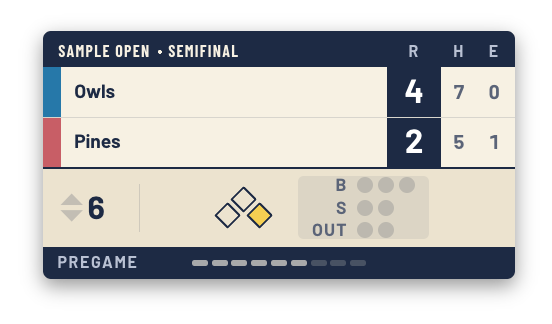 SAMPLE OPEN • SEMIFINAL R H E
Owls 4 7 0
Pines 2 5 1
6
B
S
OUT
PREGAME